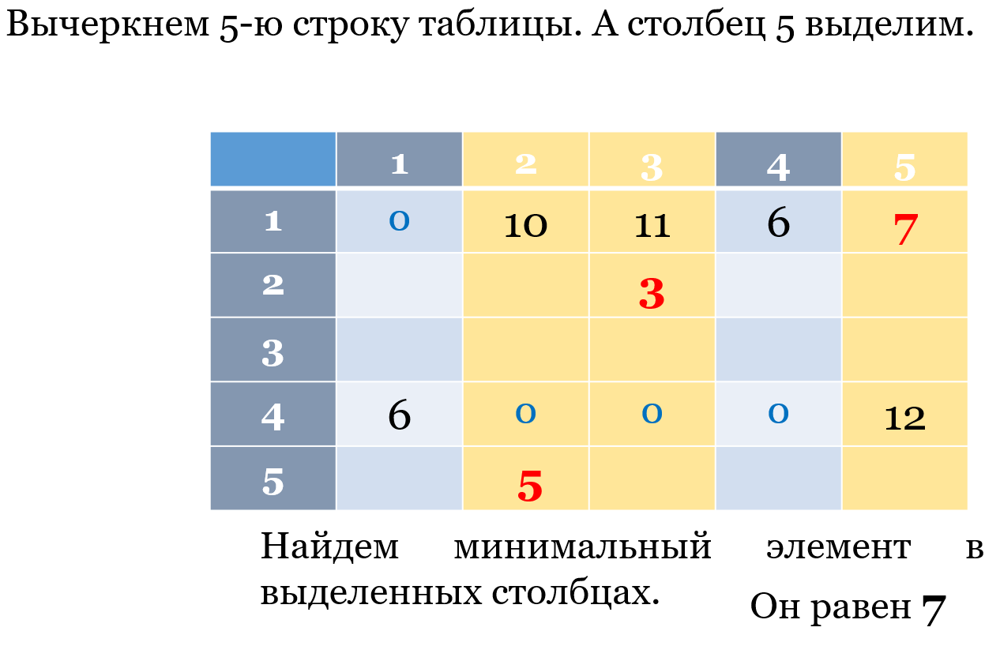 Вычеркнем 5-ю строку таблицы. А столбец 5 выделим.
1 2 3 4 5
1 0 10 11 6 7
2 3
3
4 6 0 0 0 12
5 5
Найдем минимальный элемент в
выделенных столбцах.
Он равен 7